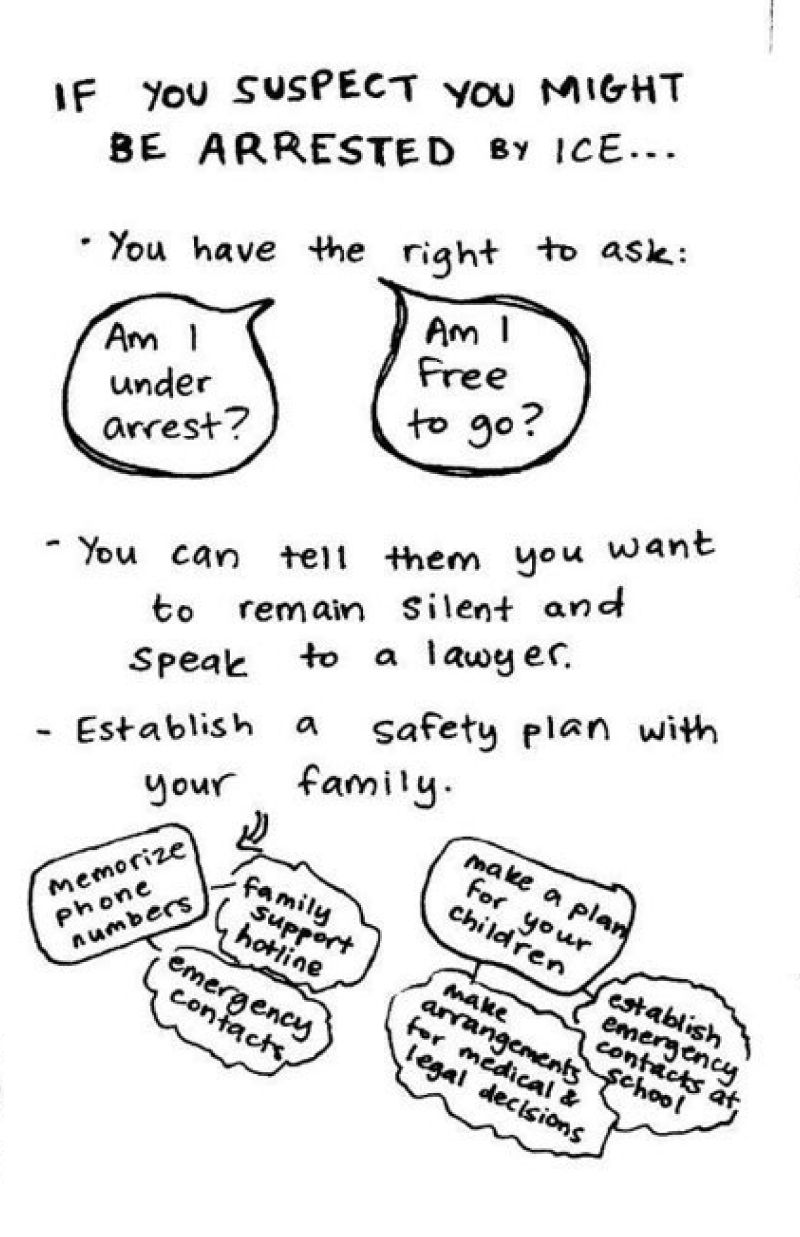 IF YOU SUSPECT YOU MIGHT
BE ARRESTED BY ICE...
· You have the right to ask:
Am I
under
arrest?
Am I
Free
to go?
- You can tell them you want
to remain silent and
speak to a lawyer.
- Establish a safety plan with
your family.
memorize
phone
numbers
family
support
hotline
emergency
contacts
make a plan
for your
children
make
arrangements
for medical &
legal decisions
establish
emergency
contacts at
school